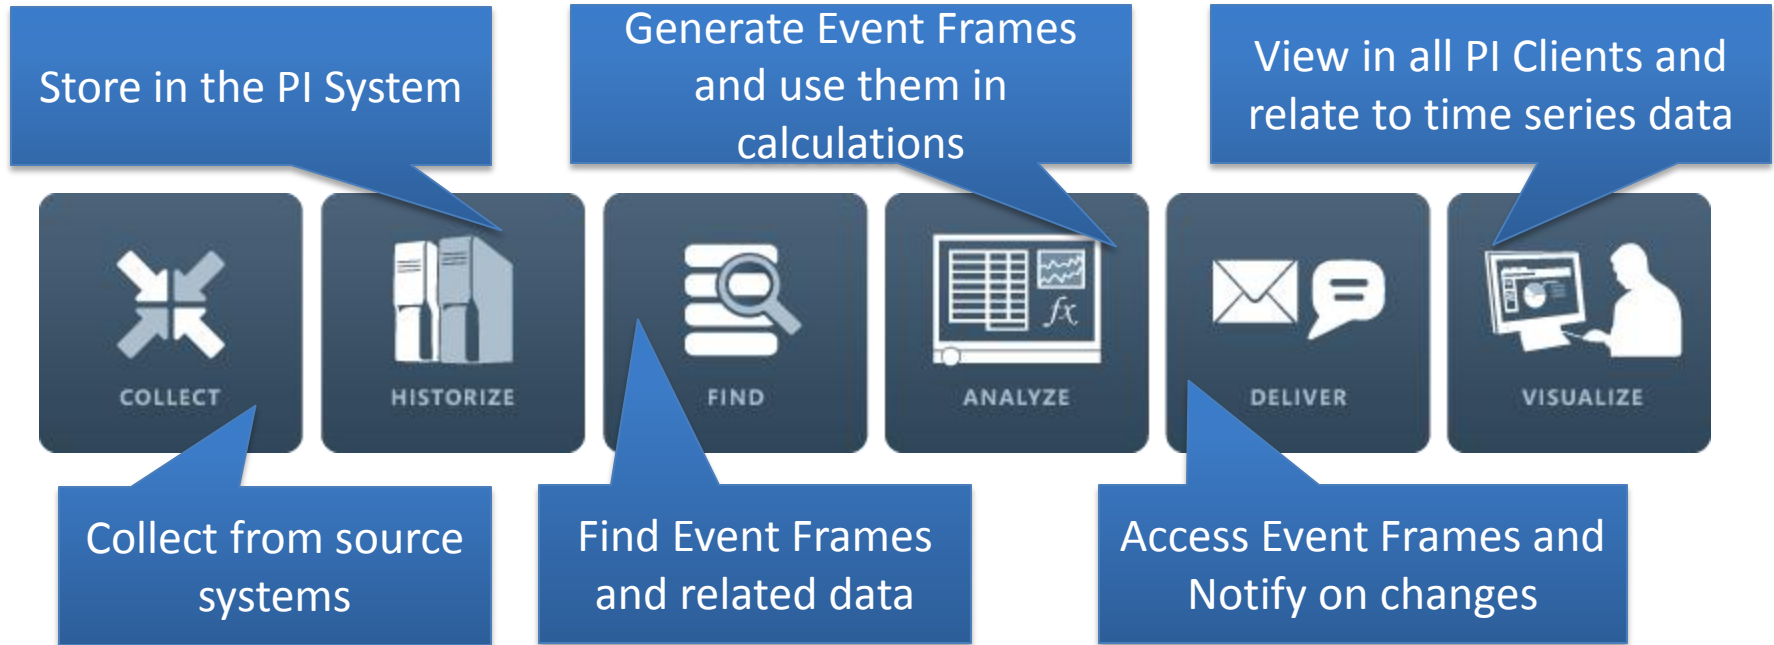 Store in the PI System
Generate Event Frames
and use them in
calculations
View in all PI Clients and
relate to time series data
COLLECT
HISTORIZE
fx
FIND
ANALYZE
DELIVER
VISUALIZE
Collect from source
systems
Find Event Frames
and related data
Access Event Frames and
Notify on changes